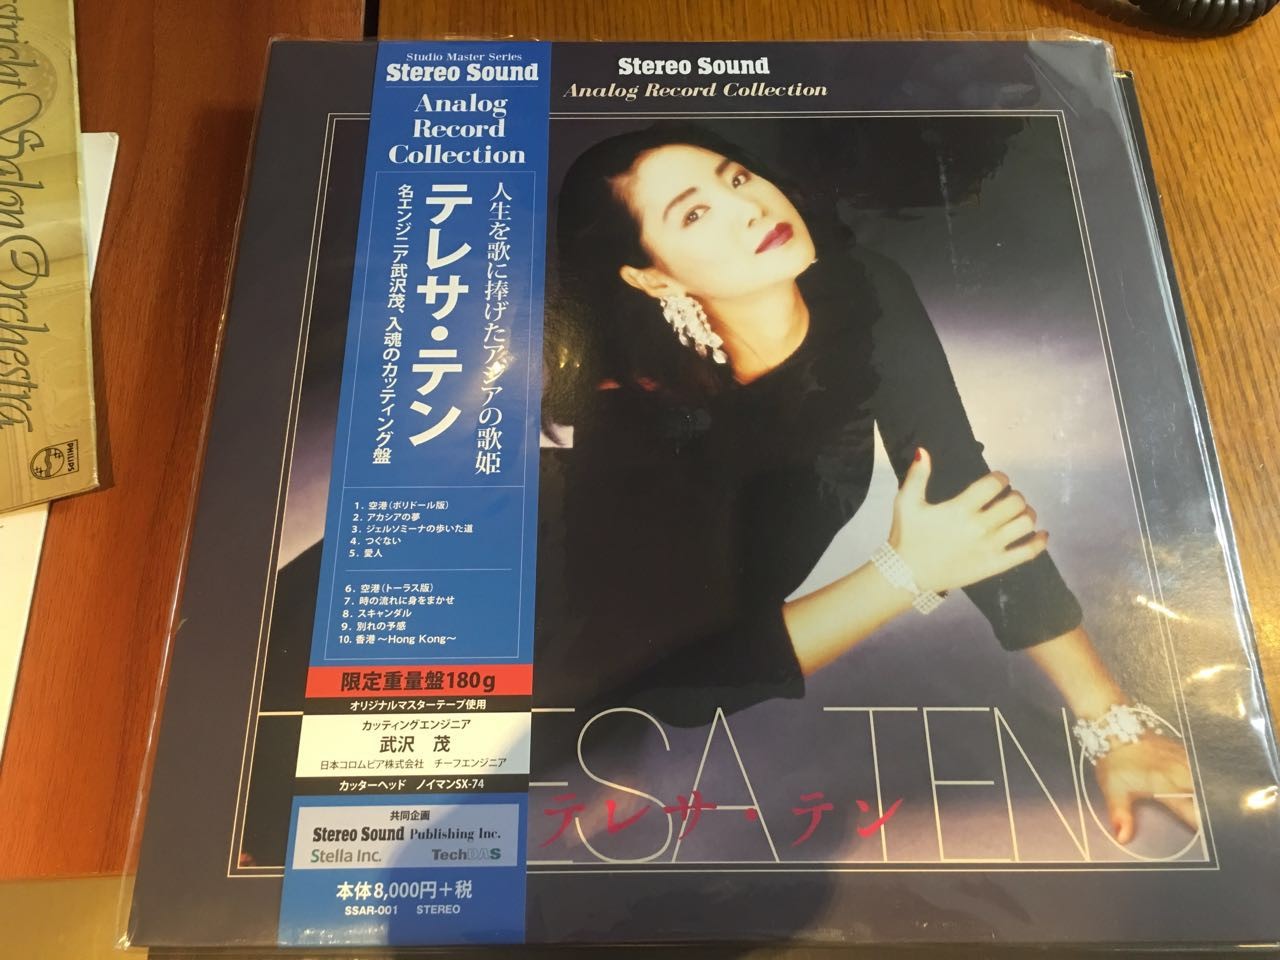 Stereo Sound
Analog Record Collection
Studio Master Series
Stereo Sound
Analog
Record
Collection
人生を歌に捧げたアジアの歌姫
テレサ・テン
名エンジニア武沢茂、入魂のカッティング盤
1. 空港（ポリドール版）
2. アカシアの夢
3. ジェルソミーナの歩いた道
4. つぐない
5. 愛人
6. 空港（トーラス版）
7. 時の流れに身をまかせ
8. スキャンダル
9. 別れの予感
10. 香港 〜Hong Kong〜
限定重量盤180g
オリジナルマスターテープ使用
カッティングエンジニア
武沢 茂
日本コロムビア株式会社 チーフエンジニア
カッターヘッド ノイマンSX-74
共同企画
Stereo Sound Publishing Inc.
Stella Inc. TechDAS
本体8,000円＋税
SSAR-001 STEREO
ESA TENG
テレサ・テン
Salon Orchestra
PHILIPS